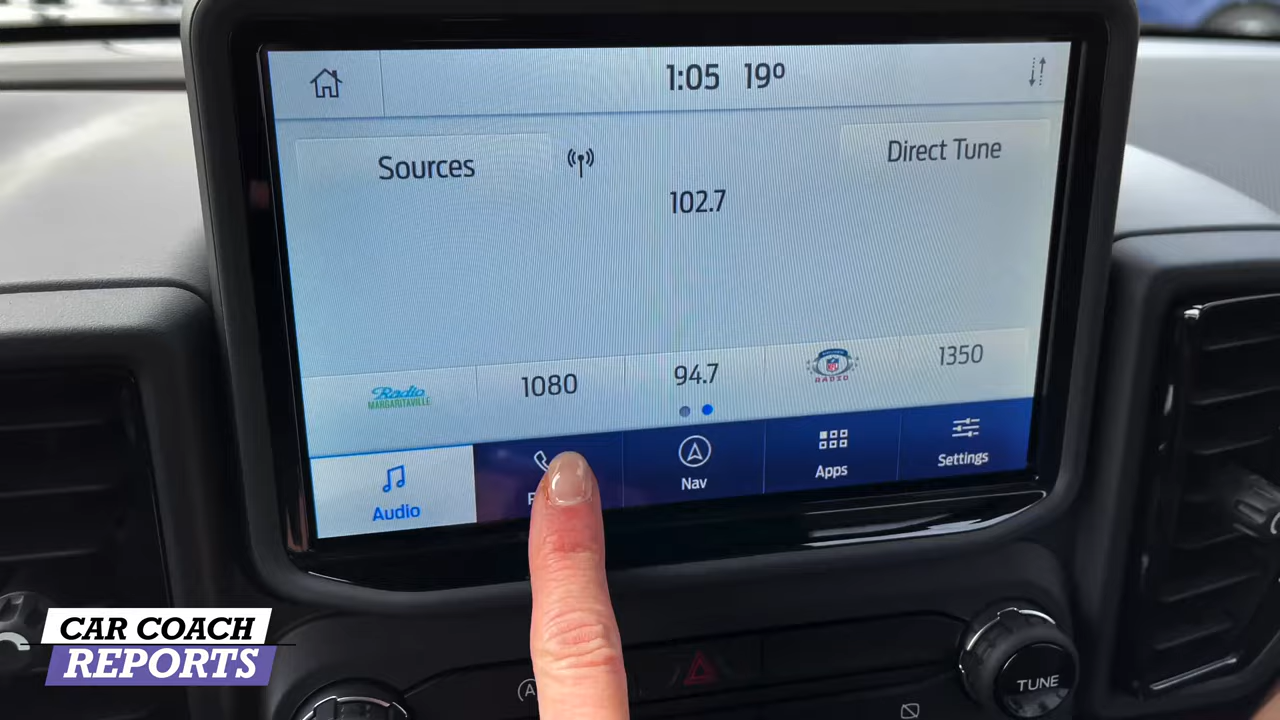 1:05 19º
Sources
Direct Tune
102.7
Radio
MARGARITAVILLE
1080
94.7
NFL
RADIO
1350
Audio
Nav
Apps
Settings
TUNE
CAR COACH
REPORTS